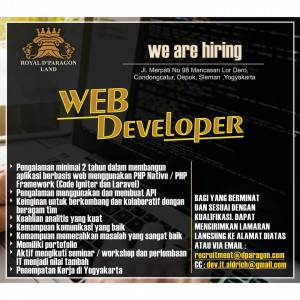 ROYAL D'PARAGON
LAND
we are hiring
Jl. Merpati No 98 Mancasan Lor Dero,
Condongcatur, Depok, Sleman ,Yogyakarta
WEB
DEVELOPER
Pengalaman minimal 2 tahun dalam membangun
aplikasi berbasis web menggunakan PHP Native / PHP
Framework (Code Igniter dan Laravel)
Pengalaman menggunakan dan membuat API
Keinginan untuk berkembang dan kolaboratif dengan
beragam tim
Keahlian analitis yang kuat
Kemampuan komunikasi yang baik
Kemampuan memecahkan masalah yang sangat baik
Memiliki portofolio
Aktif mengikuti seminar / workshop dan perlombaan
IT menjadi nilai tambah
Penempatan Kerja di Yogyakarta
BAGI YANG BERMINAT
DAN SESUAI DENGAN
KUALIFIKASI, DAPAT
MENGIRIMKAN LAMARAN
LANGSUNG KE ALAMAT DIATAS
ATAU VIA EMAIL :
recruitment@dparagon.com
CC : dev.it.aldrich@gmail.com